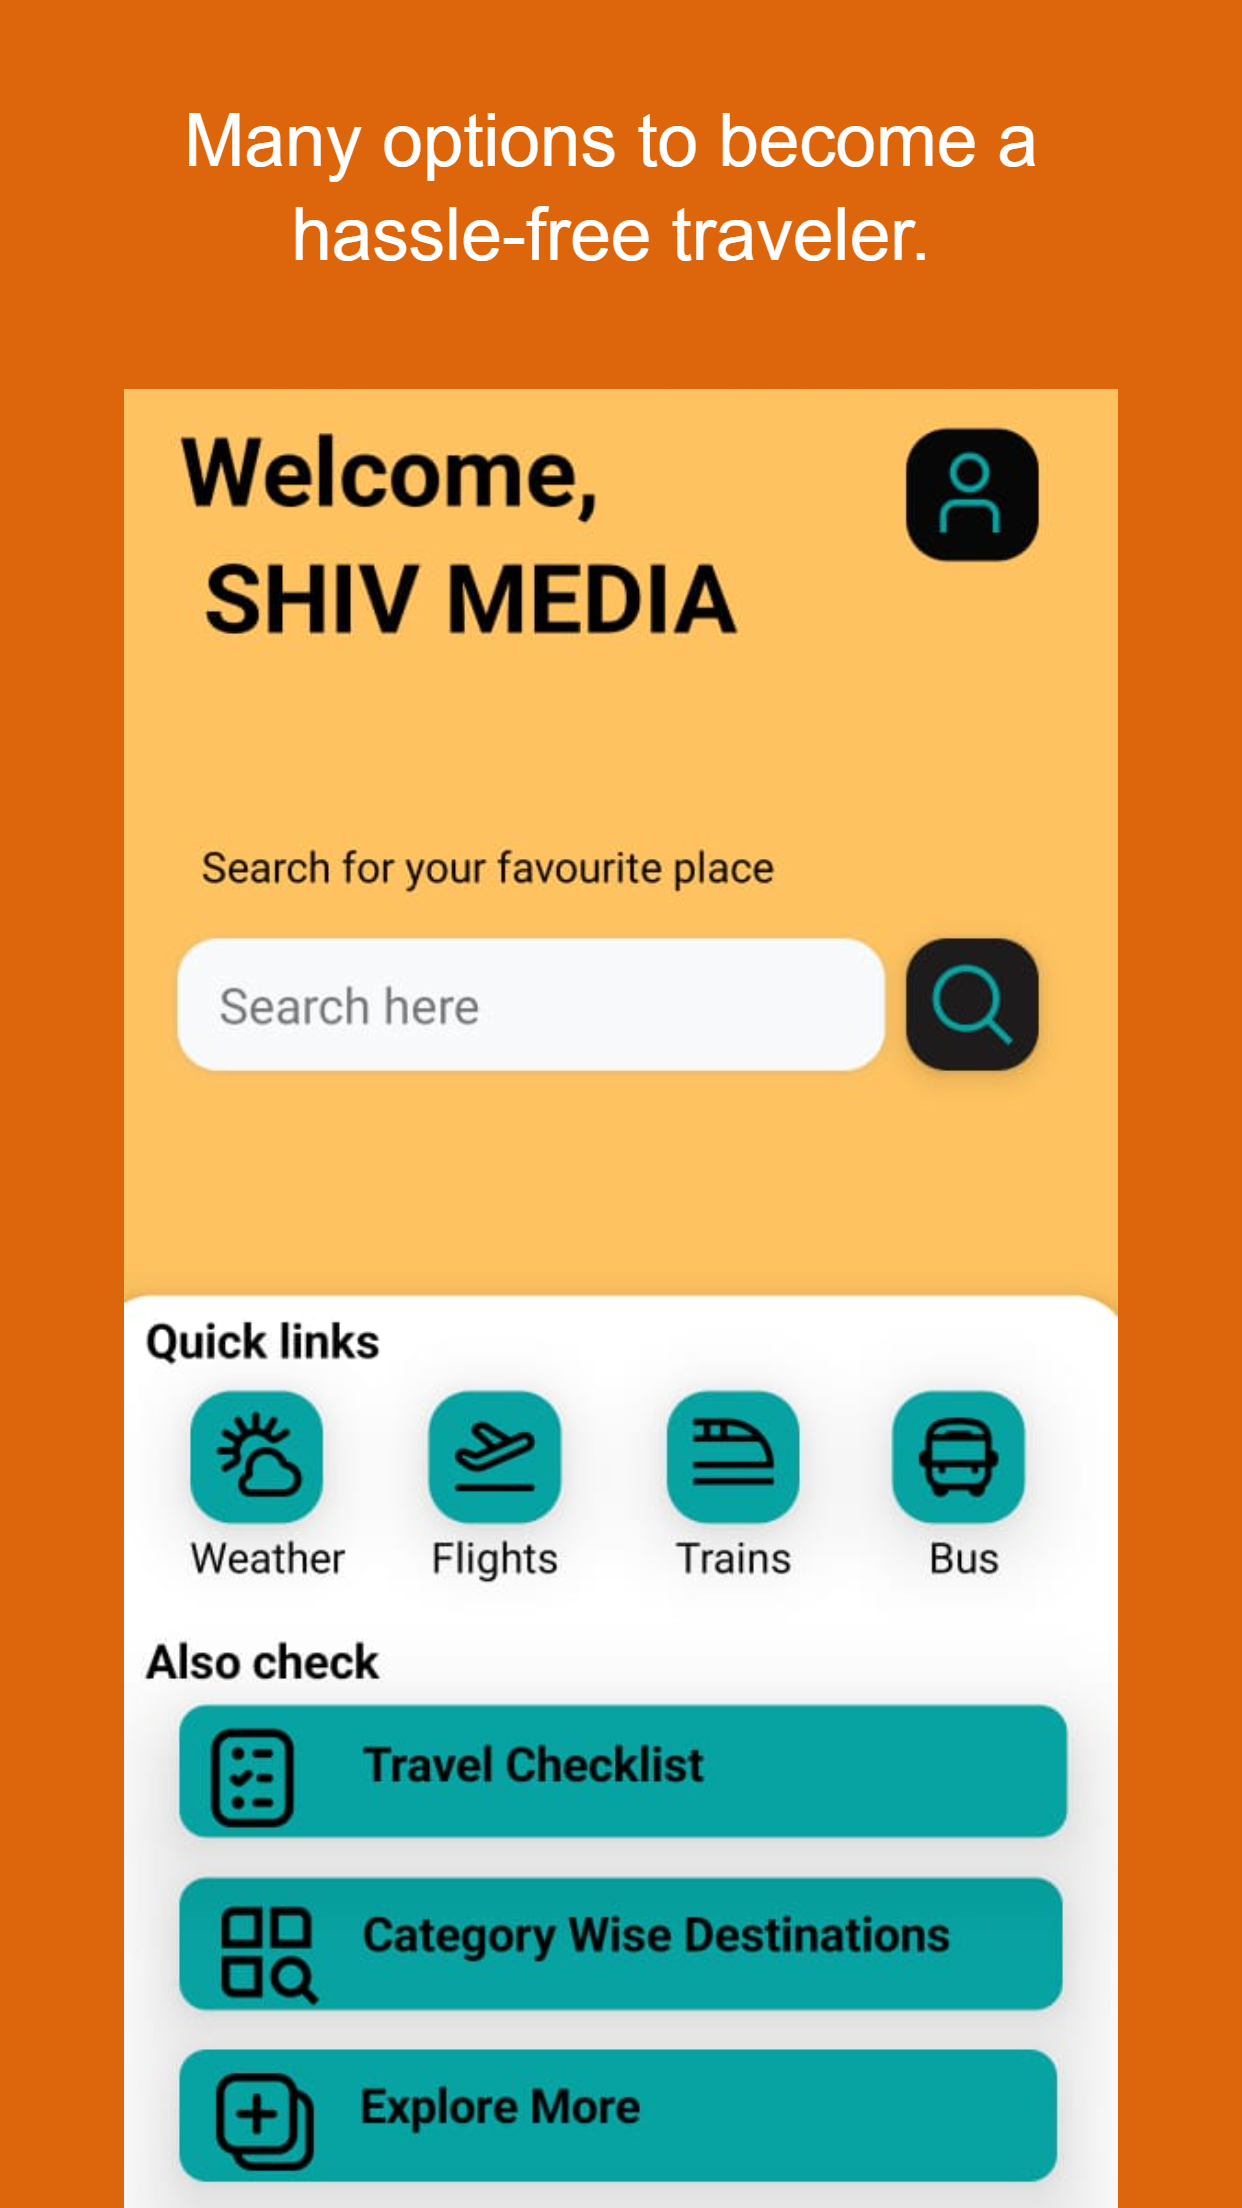 Many options to become a
hassle-free traveler.
Welcome,
SHIV MEDIA
Search for your favourite place
Search here
Quick links
Weather
Flights
Trains
Bus
Also check
Travel Checklist
Category Wise Destinations
Explore More